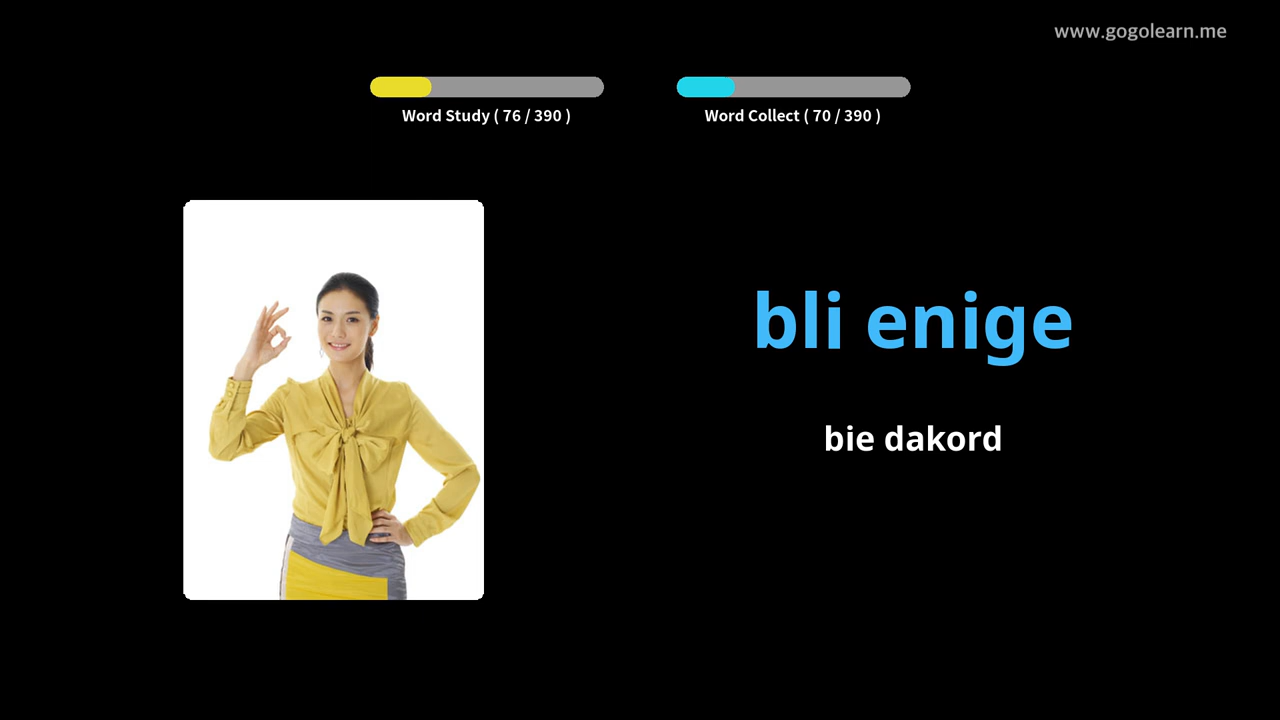 www.gogolearn.me
Word Study ( 76 / 390 )
Word Collect ( 70 / 390 )
bli enige
bie dakord